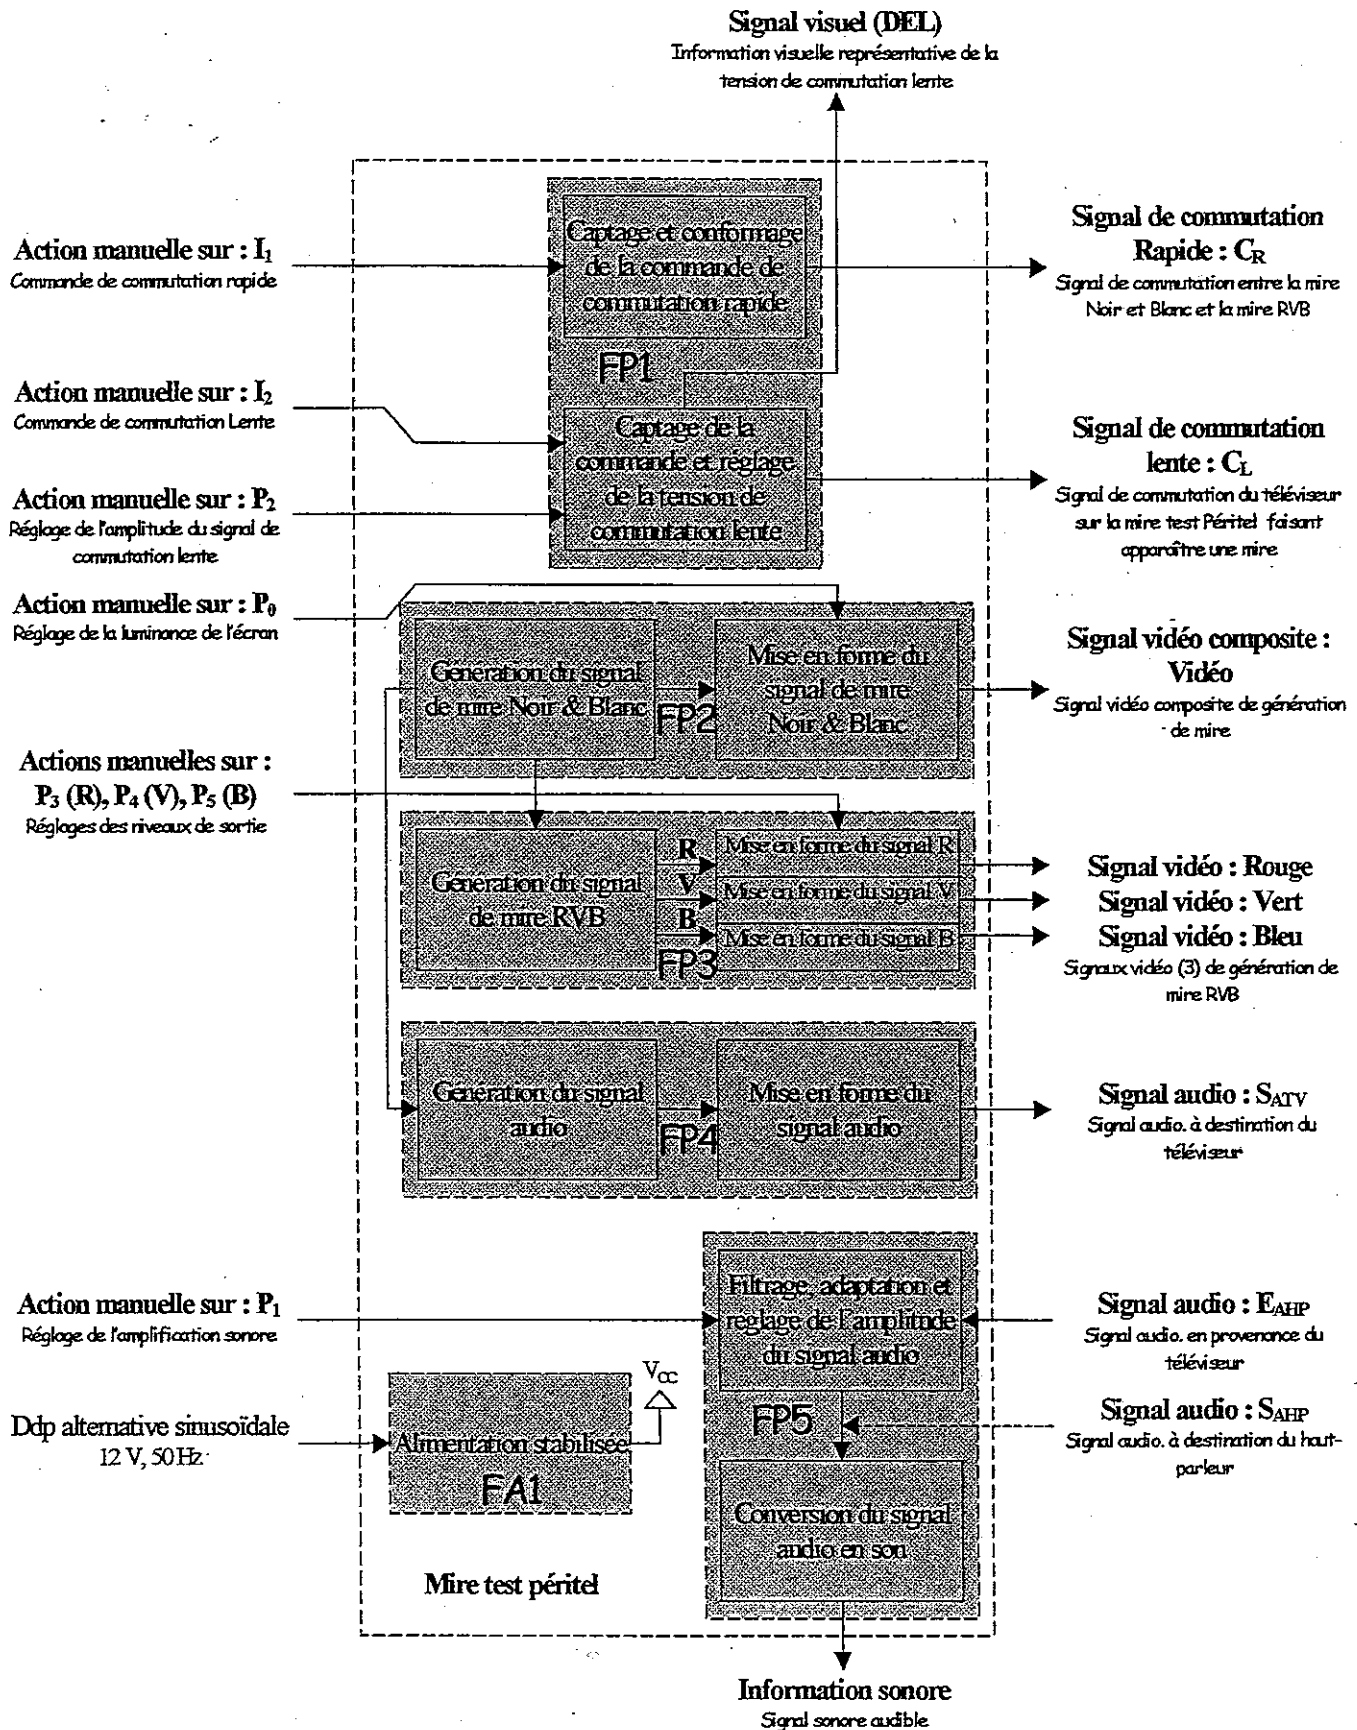 Signal visuel (DEL)
Information visuelle représentative de la
tension de commutation lente
Action manuelle sur : I₁
Commande de commutation rapide
Captage et conformage
de la commande de
commutation rapide
Signal de commutation
Rapide : C_R
Signal de commutation entre la mire
Noir et Blanc et la mire RVB
FP1
Action manuelle sur : I₂
Commande de commutation Lente
Action manuelle sur : P₂
Réglage de l'amplitude du signal de
commutation lente
Captage de la
commande et réglage
de la tension de
commutation lente
Signal de commutation
lente : C_L
Signal de commutation du téléviseur
sur la mire test Péritel faisant
apparaître une mire
Action manuelle sur : P₀
Réglage de la luminance de l'écran
Génération du signal
de mire Noir & Blanc
FP2
Mise en forme du
signal de mire
Noir & Blanc
Signal vidéo composite :
Vidéo
Signal vidéo composite de génération
de mire
Actions manuelles sur :
P₃ (R), P₄ (V), P₅ (B)
Réglages des niveaux de sortie
Génération du signal
de mire RVB
R
V
B
FP3
Mise en forme du signal R
Mise en forme du signal V
Mise en forme du signal B
Signal vidéo : Rouge
Signal vidéo : Vert
Signal vidéo : Bleu
Signaux vidéo (3) de génération de
mire RVB
Génération du signal
audio
FP4
Mise en forme du
signal audio
Signal audio : S_ATV
Signal audio. à destination du
téléviseur
Action manuelle sur : P₁
Réglage de l'amplification sonore
Filtrage, adaptation et
réglage de l'amplitude
du signal audio
Signal audio : E_AHP
Signal audio. en provenance du
téléviseur
FP5
Signal audio : S_AHP
Signal audio. à destination du haut-
parleur
Ddp alternative sinusoïdale
12 V, 50 Hz
V_CC
Alimentation stabilisée
FA1
Conversion du signal
audio en son
Mire test péritel
Information sonore
Signal sonore audible